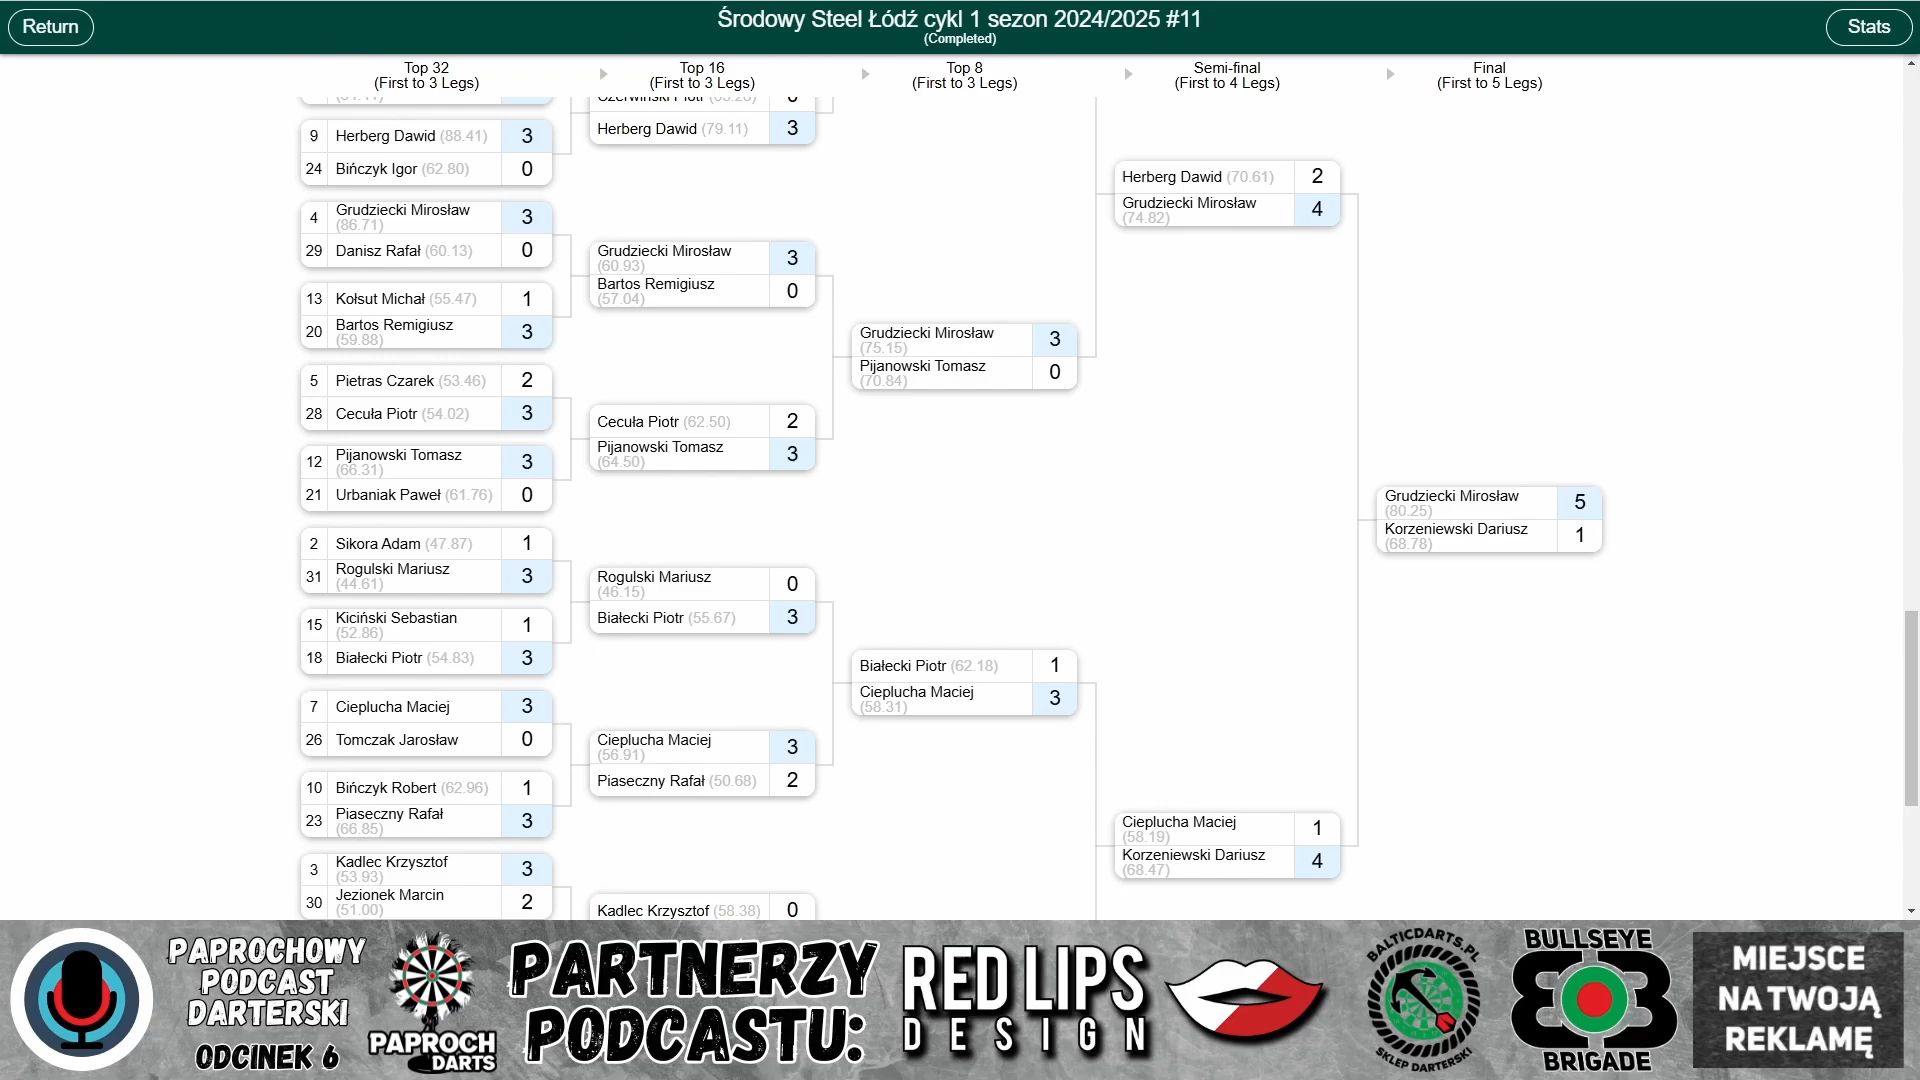 Return
Środowy Steel Łódź cykl 1 sezon 2024/2025 #11
(Completed)
Stats
Top 32
(First to 3 Legs)
Top 16
(First to 3 Legs)
Top 8
(First to 3 Legs)
Semi-final
(First to 4 Legs)
Final
(First to 5 Legs)
9 Herberg Dawid (88.41) 3
24 Bińczyk Igor (62.80) 0
4 Grudziecki Mirosław (86.71) 3
29 Danisz Rafał (60.13) 0
13 Kołsut Michał (55.47) 1
20 Bartos Remigiusz (59.88) 3
5 Pietras Czarek (53.46) 2
28 Cecuła Piotr (54.02) 3
12 Pijanowski Tomasz (66.31) 3
21 Urbaniak Paweł (61.76) 0
2 Sikora Adam (47.87) 1
31 Rogulski Mariusz (44.61) 3
15 Kiciński Sebastian (52.86) 1
18 Białecki Piotr (54.83) 3
7 Cieplucha Maciej 3
26 Tomczak Jarosław 0
10 Bińczyk Robert (62.96) 1
23 Piaseczny Rafał (66.85) 3
3 Kadlec Krzysztof (53.93) 3
30 Jezionek Marcin (51.00) 2
Czerwiński Piotr
Herberg Dawid (79.11) 3
Grudziecki Mirosław (60.93) 3
Bartos Remigiusz (57.04) 0
Cecuła Piotr (62.50) 2
Pijanowski Tomasz (64.50) 3
Rogulski Mariusz (46.15) 0
Białecki Piotr (55.67) 3
Cieplucha Maciej (56.91) 3
Piaseczny Rafał (50.68) 2
Kadlec Krzysztof (58.38) 0
Grudziecki Mirosław (75.15) 3
Pijanowski Tomasz (70.84) 0
Białecki Piotr (62.18) 1
Cieplucha Maciej (58.31) 3
Herberg Dawid (70.61) 2
Grudziecki Mirosław (74.82) 4
Cieplucha Maciej (58.19) 1
Korzeniewski Dariusz (68.47) 4
Grudziecki Mirosław (80.25) 5
Korzeniewski Dariusz (68.78) 1
PAPROCHOWY
PODCAST
DARTERSKI
ODCINEK 6
PAPROCH
DARTS
PARTNERZY
PODCASTU:
RED LIPS
DESIGN
BALTICDARTS.PL
SKLEP DARTERSKI
BULLSEYE
BRIGADE
MIEJSCE
NA TWOJĄ
REKLAMĘ